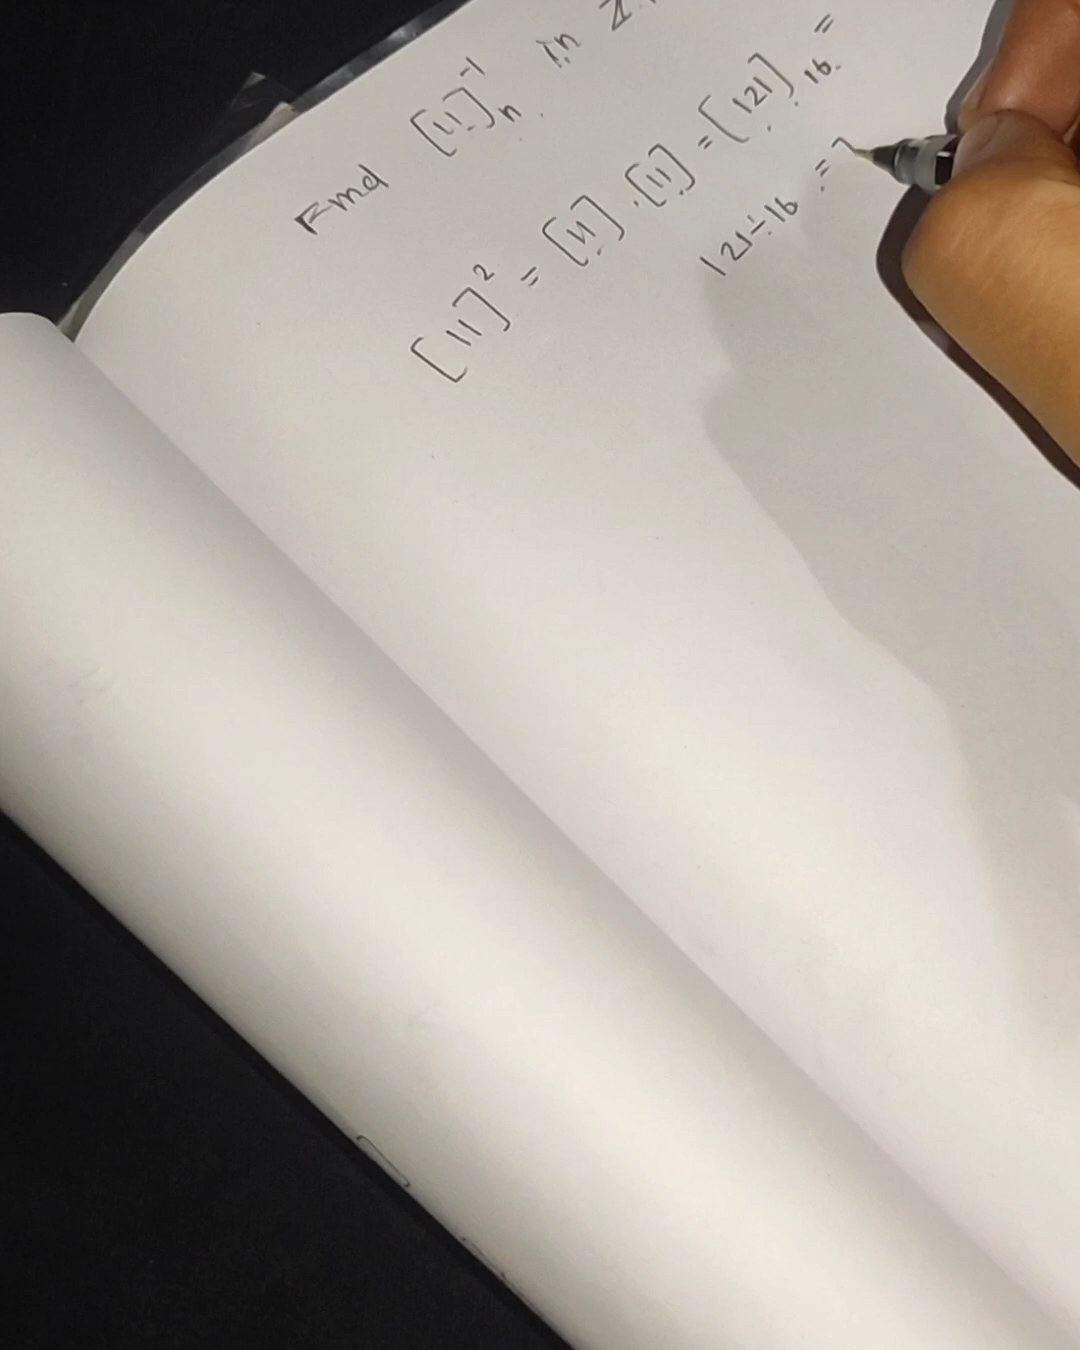 Find [11]n⁻¹ in Z
[11]² = [11] · [11] = [121]₁₆ =
121÷16 =